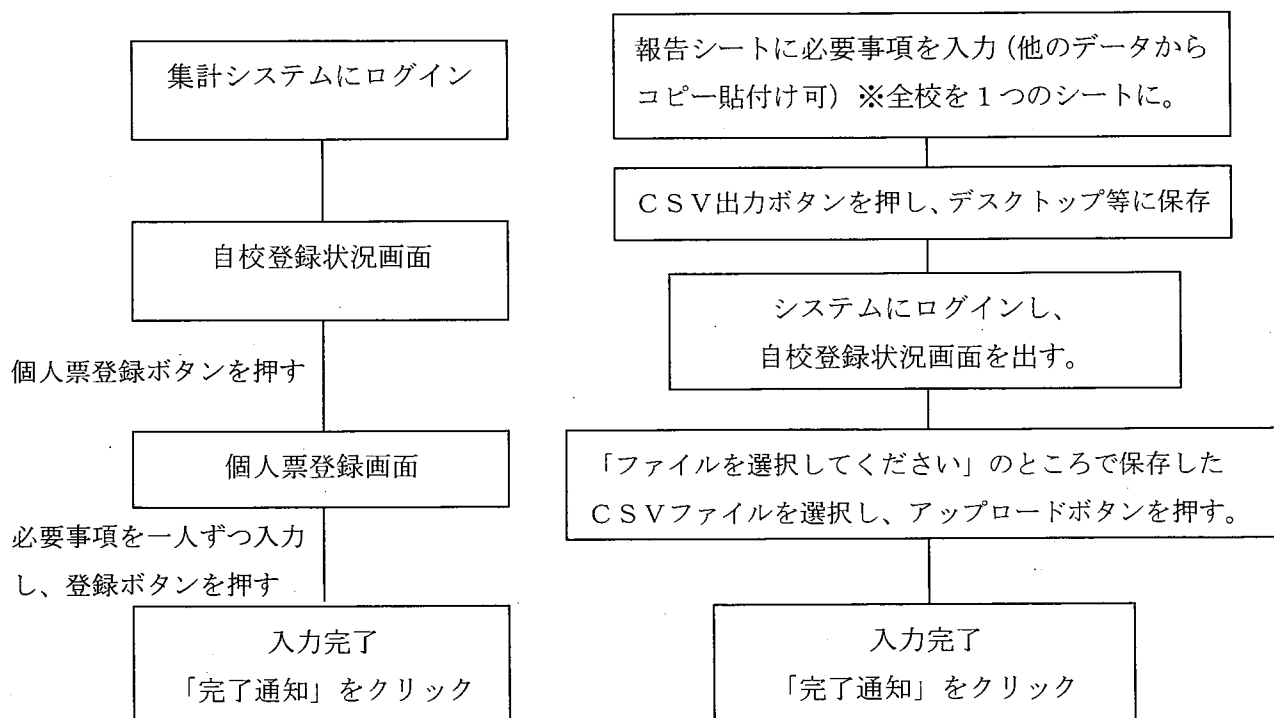 集計システムにログイン
自校登録状況画面
個人票登録ボタンを押す
個人票登録画面
必要事項を一人ずつ入力
し、登録ボタンを押す
入力完了
「完了通知」をクリック
報告シートに必要事項を入力(他のデータから
コピー貼付け可)※全校を1つのシートに。
CSV出力ボタンを押し、デスクトップ等に保存
システムにログインし、
自校登録状況画面を出す。
「ファイルを選択してください」のところで保存した
CSVファイルを選択し、アップロードボタンを押す。
入力完了
「完了通知」をクリック